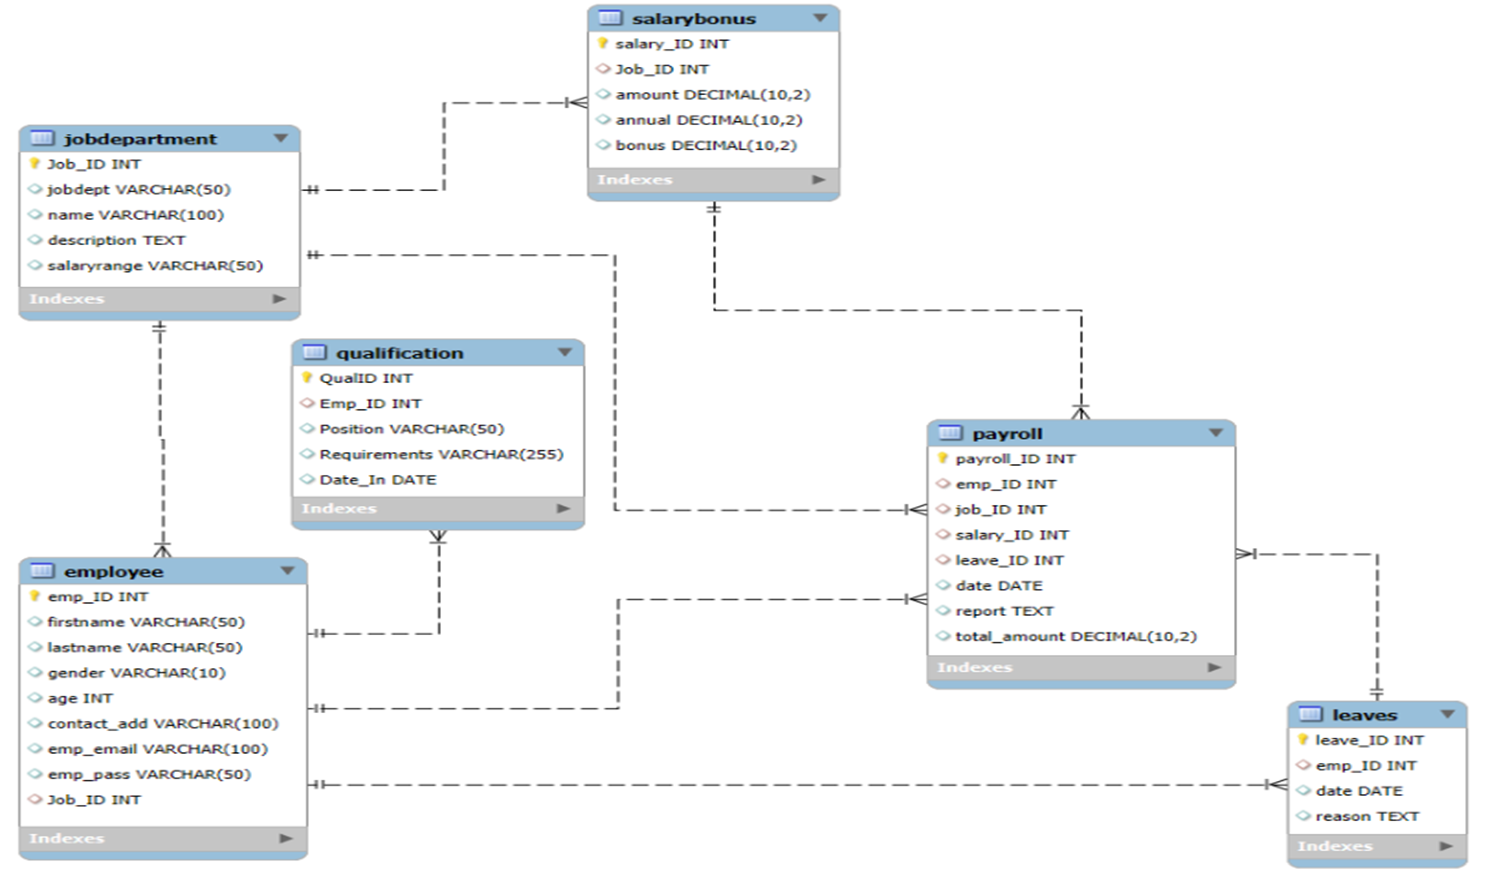 salarybonus
salary_ID INT
Job_ID INT
amount DECIMAL(10,2)
annual DECIMAL(10,2)
bonus DECIMAL(10,2)
Indexes
jobdepartment
Job_ID INT
jobdept VARCHAR(50)
name VARCHAR(100)
description TEXT
salaryrange VARCHAR(50)
Indexes
qualification
QualID INT
Emp_ID INT
Position VARCHAR(50)
Requirements VARCHAR(255)
Date_In DATE
Indexes
payroll
payroll_ID INT
emp_ID INT
job_ID INT
salary_ID INT
leave_ID INT
date DATE
report TEXT
total_amount DECIMAL(10,2)
Indexes
employee
emp_ID INT
firstname VARCHAR(50)
lastname VARCHAR(50)
gender VARCHAR(10)
age INT
contact_add VARCHAR(100)
emp_email VARCHAR(100)
emp_pass VARCHAR(50)
Job_ID INT
Indexes
leaves
leave_ID INT
emp_ID INT
date DATE
reason TEXT
Indexes